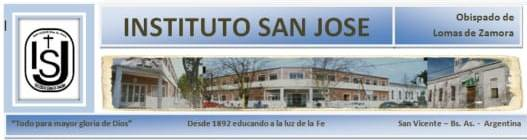 INSTITUTO SAN JOSE
Obispado de
Lomas de Zamora
ISJ
"Todo para mayor gloria de Dios"
Desde 1892 educando a la luz de la Fe
San Vicente – Bs. As. - Argentina